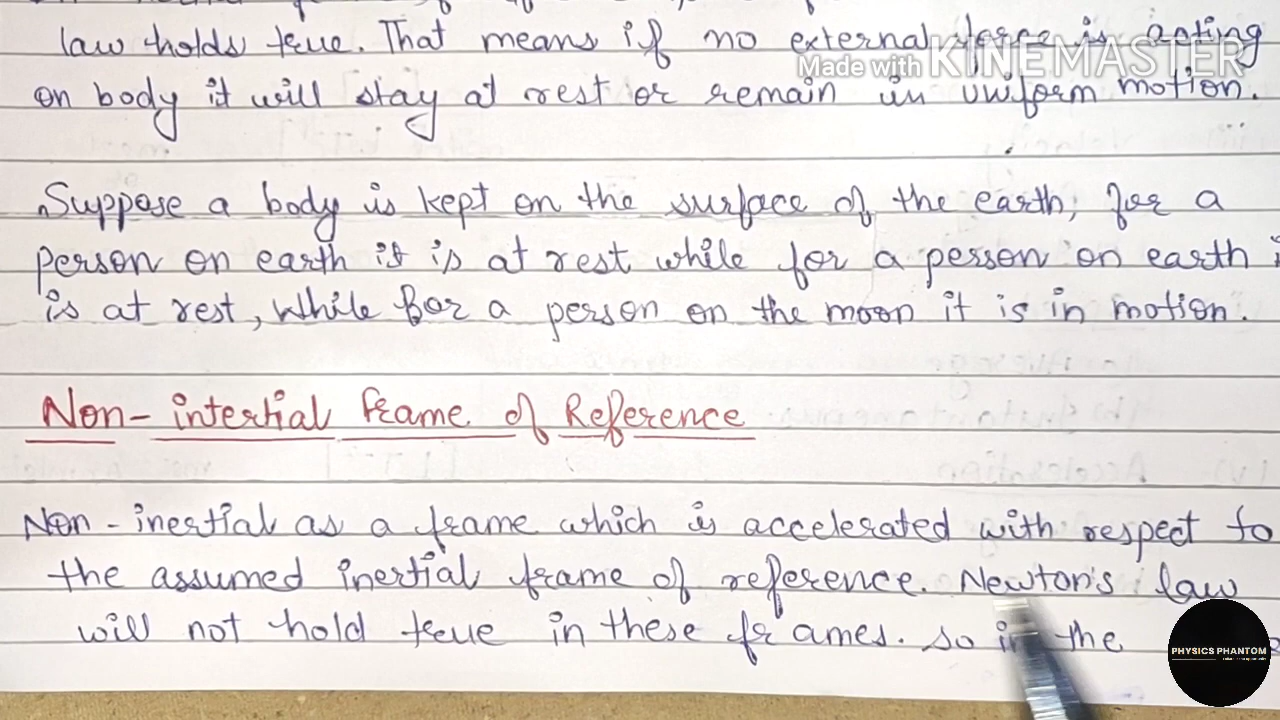 law holds true. That means if no external force is acting
Made with KINEMASTER
on body it will stay at rest or remain in uniform motion.
Suppose a body is kept on the surface of the earth, for a
person on earth it is at rest while for a person on earth i
is at rest, while for a person on the moon it is in motion.
Non-intertial frame of Reference
Non-inertial as a frame which is accelerated with respect to
the assumed inertial frame of reference. Newton's law
will not hold true in these frames. so in the
PHYSICS PHANTOM